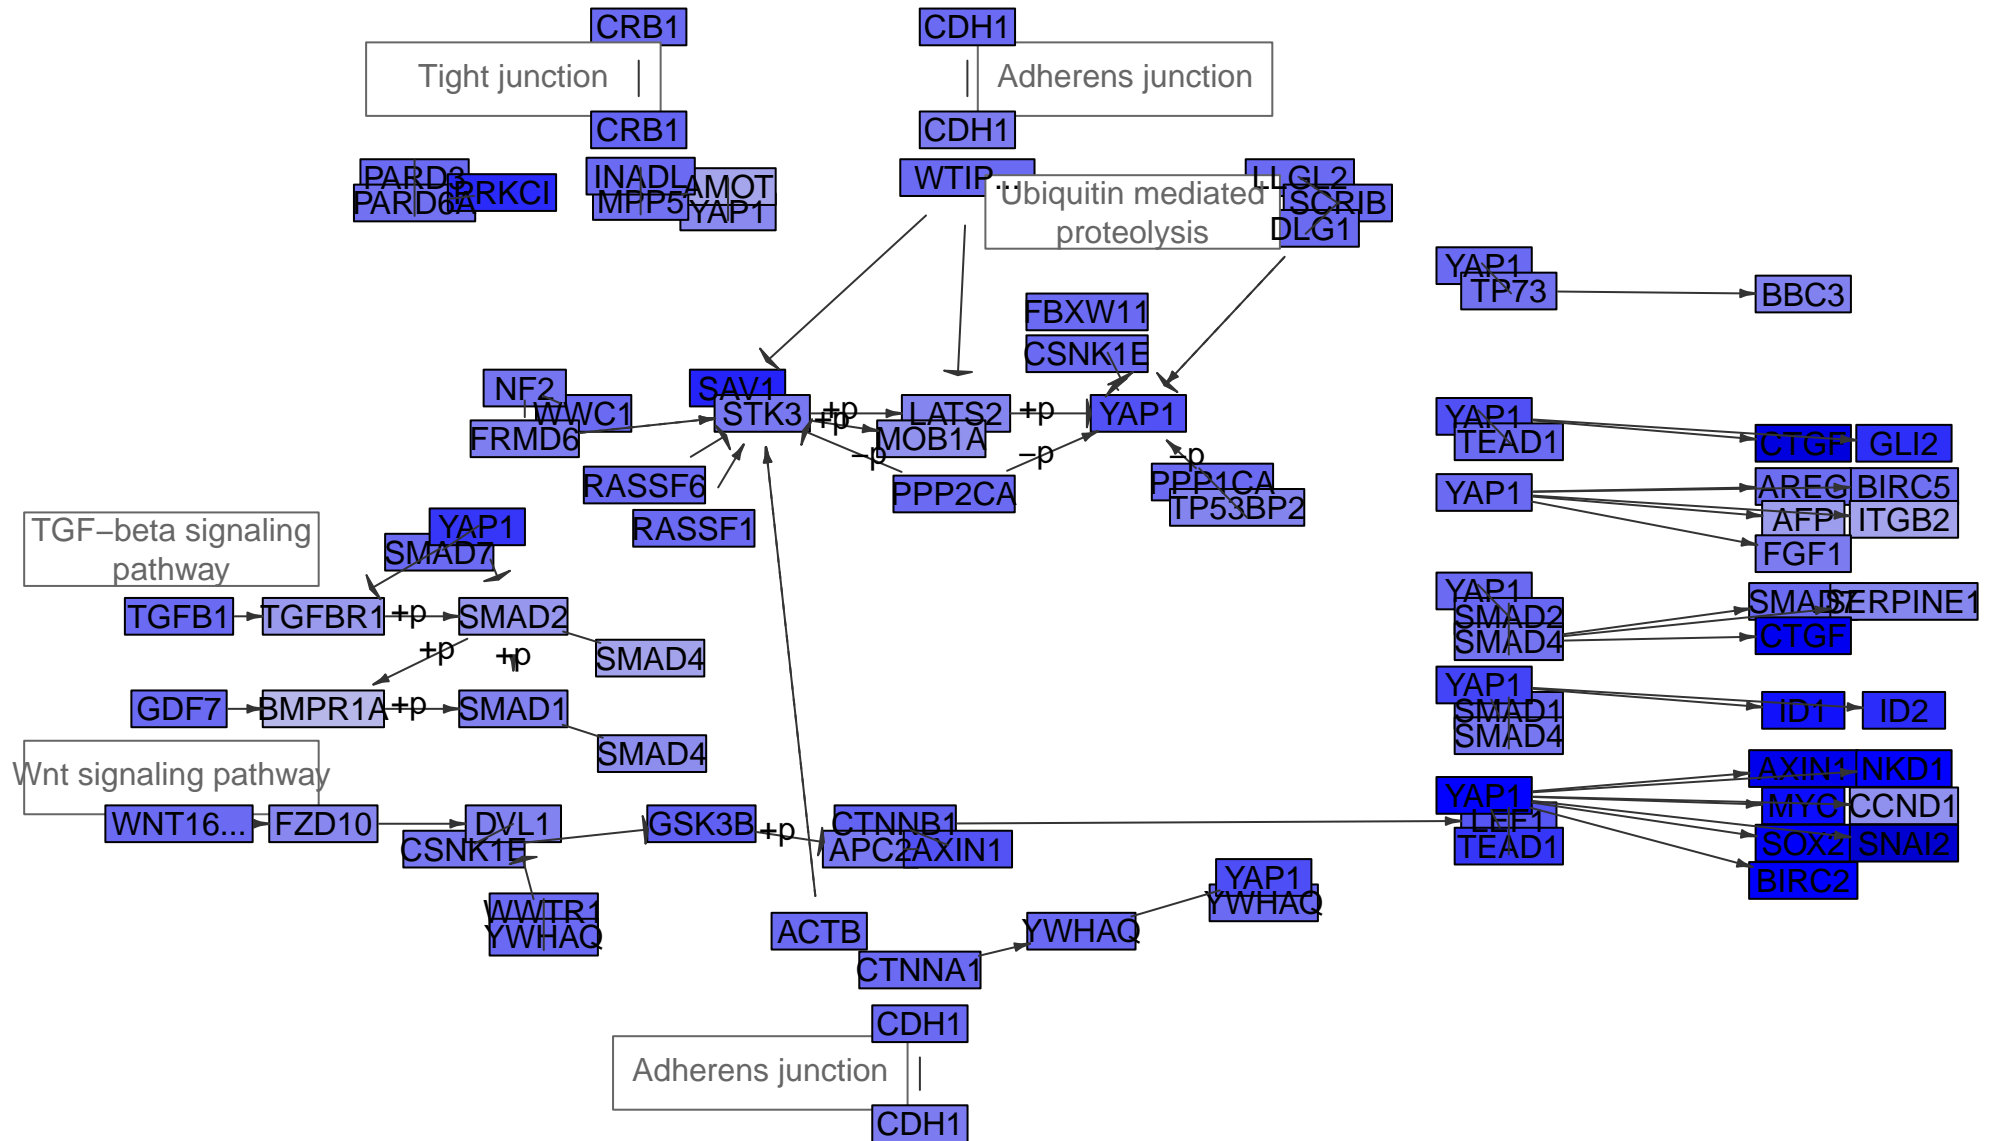 CRB1
CDH1
Tight junction
Adherens junction
CRB1
CDH1
PARD3
PRKCI
PARD6A
INADL
AMOT
MPP5
YAP1
WTIP...
LLGL2
Ubiquitin mediated
proteolysis
SCRIB
DLG1
YAP1
TP73
BBC3
FBXW11
CSNK1E
NF2
WWC1
FRMD6
SAV1
STK3
+p
+p
LATS2
MOB1A
+p
YAP1
YAP1
TEAD1
CTGF
GLI2
−p
−p
−p
RASSF6
RASSF1
PPP2CA
PPP1CA
TP53BP2
YAP1
AREG
BIRC5
AFP
ITGB2
FGF1
TGF−beta signaling
pathway
YAP1
SMAD7
TGFB1
TGFBR1
+p
SMAD2
+p
+p
SMAD4
YAP1
SMAD2
SMAD4
SMAD7
SERPINE1
CTGF
GDF7
BMPR1A
+p
SMAD1
SMAD4
YAP1
SMAD1
SMAD4
ID1
ID2
Wnt signaling pathway
WNT16...
FZD10
DVL1
CSNK1E
GSK3B
+p
CTNNB1
APC2
AXIN1
YAP1
LEF1
TEAD1
AXIN1
NKD1
MYC
CCND1
SOX2
SNAI2
BIRC2
WWTR1
YWHAQ
ACTB
CTNNA1
YWHAQ
YAP1
YWHAQ
CDH1
Adherens junction
CDH1